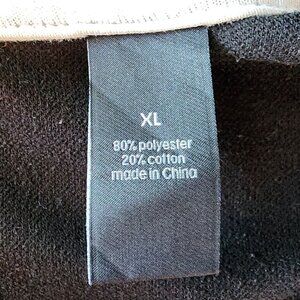 XL
80% polyester
20% cotton
made in China